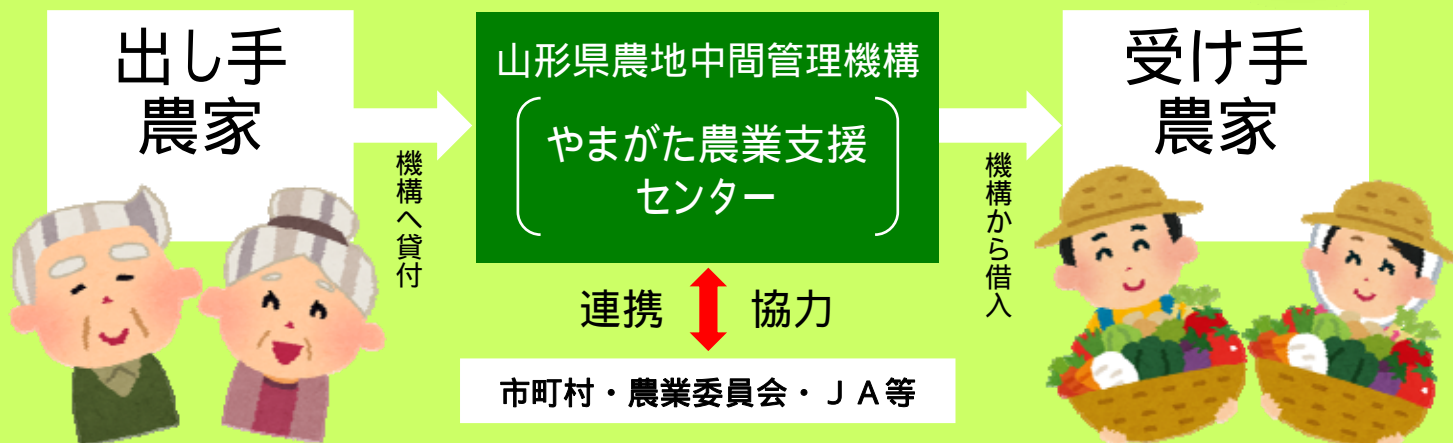 出し手
農家
機構へ貸付
山形県農地中間管理機構
やまがた農業支援
センター
機構から借入
受け手
農家
連携 協力
市町村・農業委員会・ＪＡ等